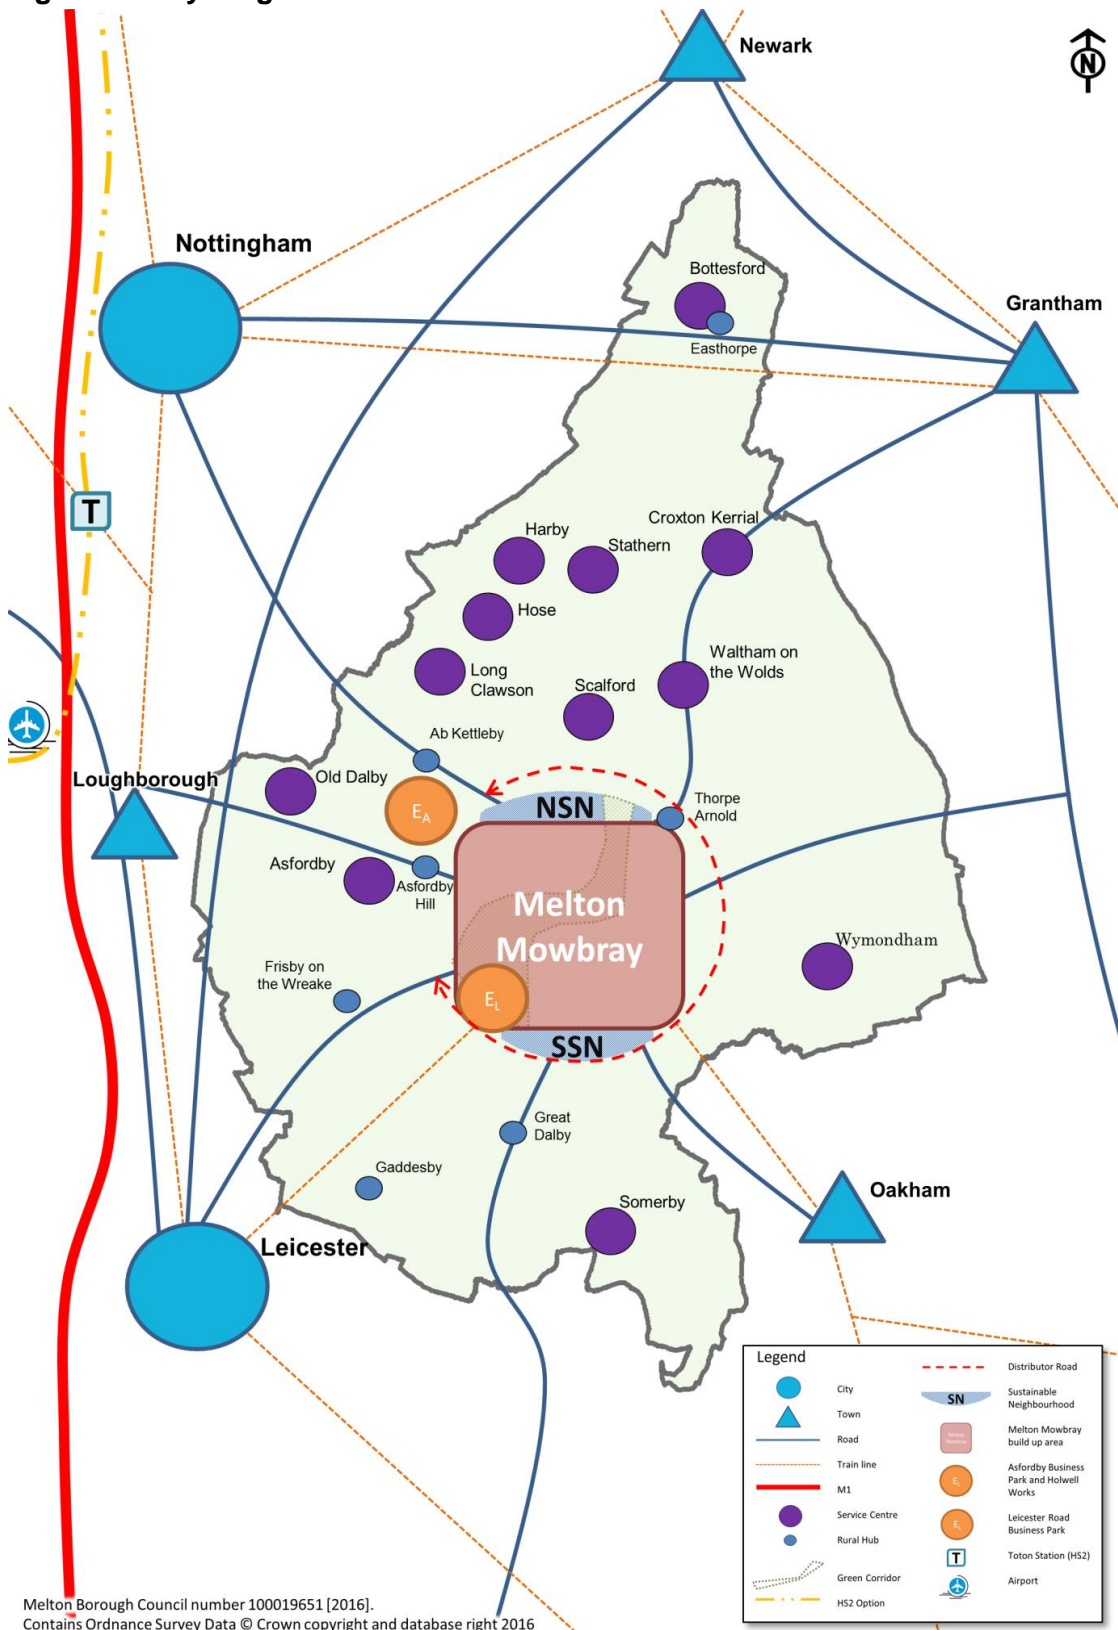 Newark
N
Nottingham
Bottesford
Grantham
Easthorpe
T
Croxton Kerrial
Harby
Stathern
Hose
Waltham on
the Wolds
Long
Clawson
Scalford
Ab Kettleby
Loughborough
Old Dalby
EA
NSN
Thorpe
Arnold
Asfordby
Asfordby
Hill
Melton
Mowbray
Wymondham
Frisby on
the Wreake
EL
SSN
Great
Dalby
Gaddesby
Oakham
Somerby
Leicester
Legend
City
Town
Road
Train line
M1
Service Centre
Rural Hub
Green Corridor
HS2 Option
Distributor Road
SN
Sustainable
Neighbourhood
Melton
Mowbray
Melton Mowbray
build up area
EL
Asfordby Business
Park and Holwell
Works
EL
Leicester Road
Business Park
T
Toton Station (HS2)
Airport
Melton Borough Council number 100019651 [2016].
Contains Ordnance Survey Data © Crown copyright and database right 2016